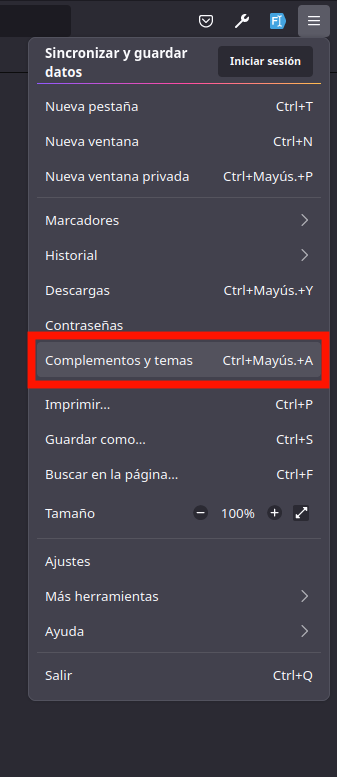 Sincronizar y guardar
datos
Iniciar sesión
Nueva pestaña Ctrl+T
Nueva ventana Ctrl+N
Nueva ventana privada Ctrl+Mayús.+P
Marcadores
Historial
Descargas Ctrl+Mayús.+Y
Contraseñas
Complementos y temas Ctrl+Mayús.+A
Imprimir... Ctrl+P
Guardar como... Ctrl+S
Buscar en la página... Ctrl+F
Tamaño 100%
Ajustes
Más herramientas
Ayuda
Salir Ctrl+Q